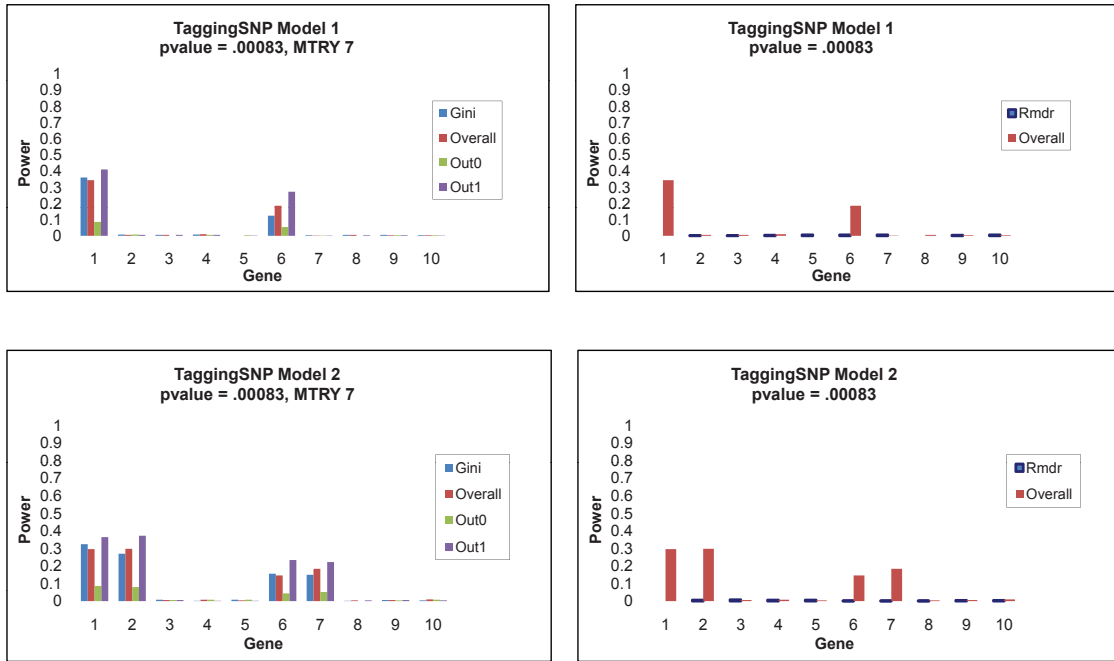 TaggingSNP Model 1
pvalue = .00083, MTRY 7
1
0.9
0.8
0.7
0.6
0.5
0.4
0.3
0.2
0.1
0
Power
Gini
Overall
Out0
Out1
1 2 3 4 5 6 7 8 9 10
Gene
TaggingSNP Model 1
pvalue = .00083
1
0.9
0.8
0.7
0.6
0.5
0.4
0.3
0.2
0.1
0
Power
Rmdr
Overall
1 2 3 4 5 6 7 8 9 10
Gene
TaggingSNP Model 2
pvalue = .00083, MTRY 7
1
0.9
0.8
0.7
0.6
0.5
0.4
0.3
0.2
0.1
0
Power
Gini
Overall
Out0
Out1
1 2 3 4 5 6 7 8 9 10
Gene
TaggingSNP Model 2
pvalue = .00083
1
0.9
0.8
0.7
0.6
0.5
0.4
0.3
0.2
0.1
0
Power
Rmdr
Overall
1 2 3 4 5 6 7 8 9 10
Gene